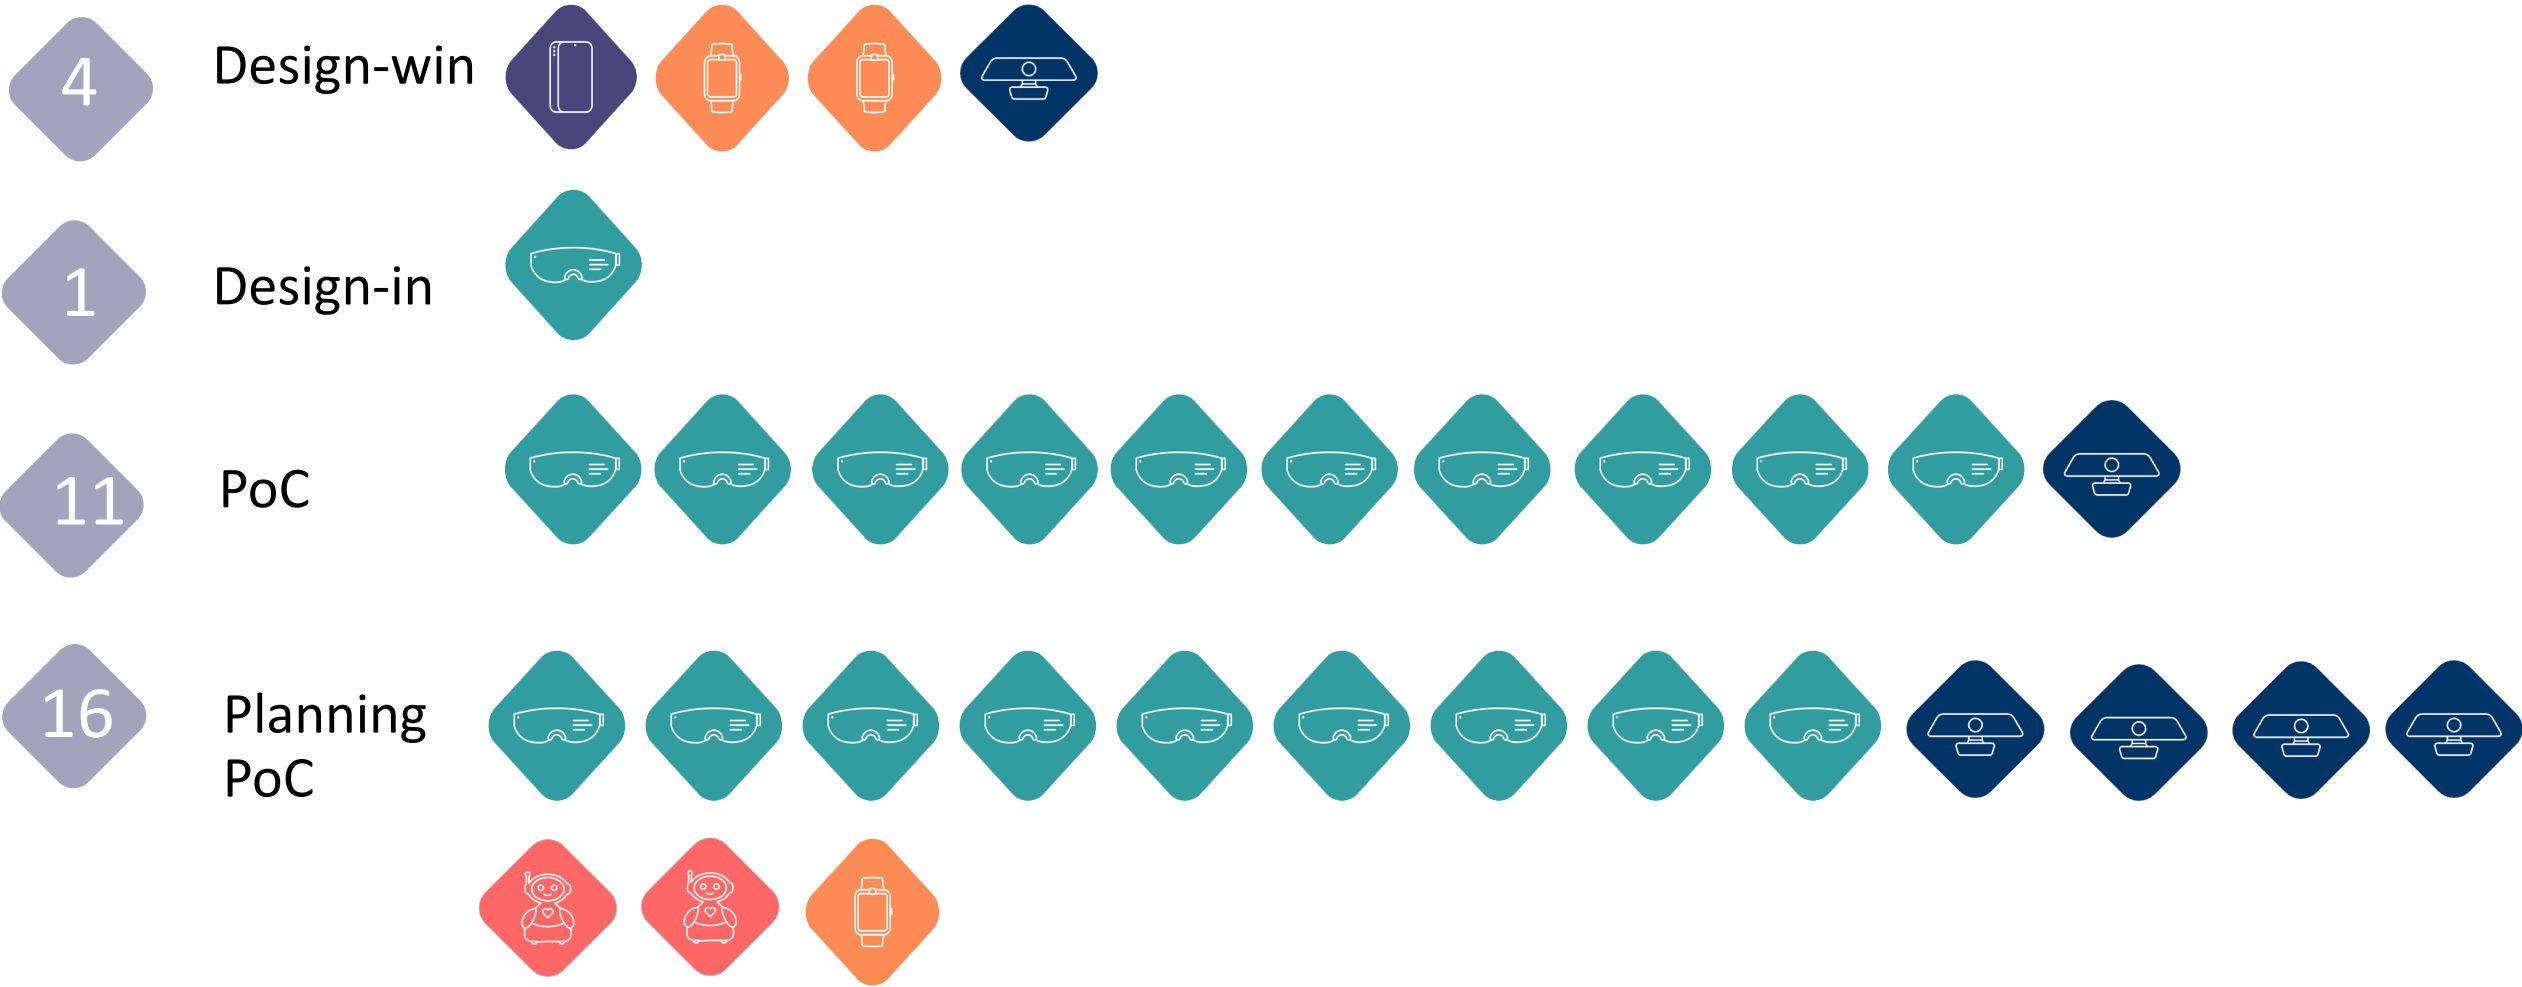 4 Design-win
1 Design-in
11 PoC
16 Planning
PoC